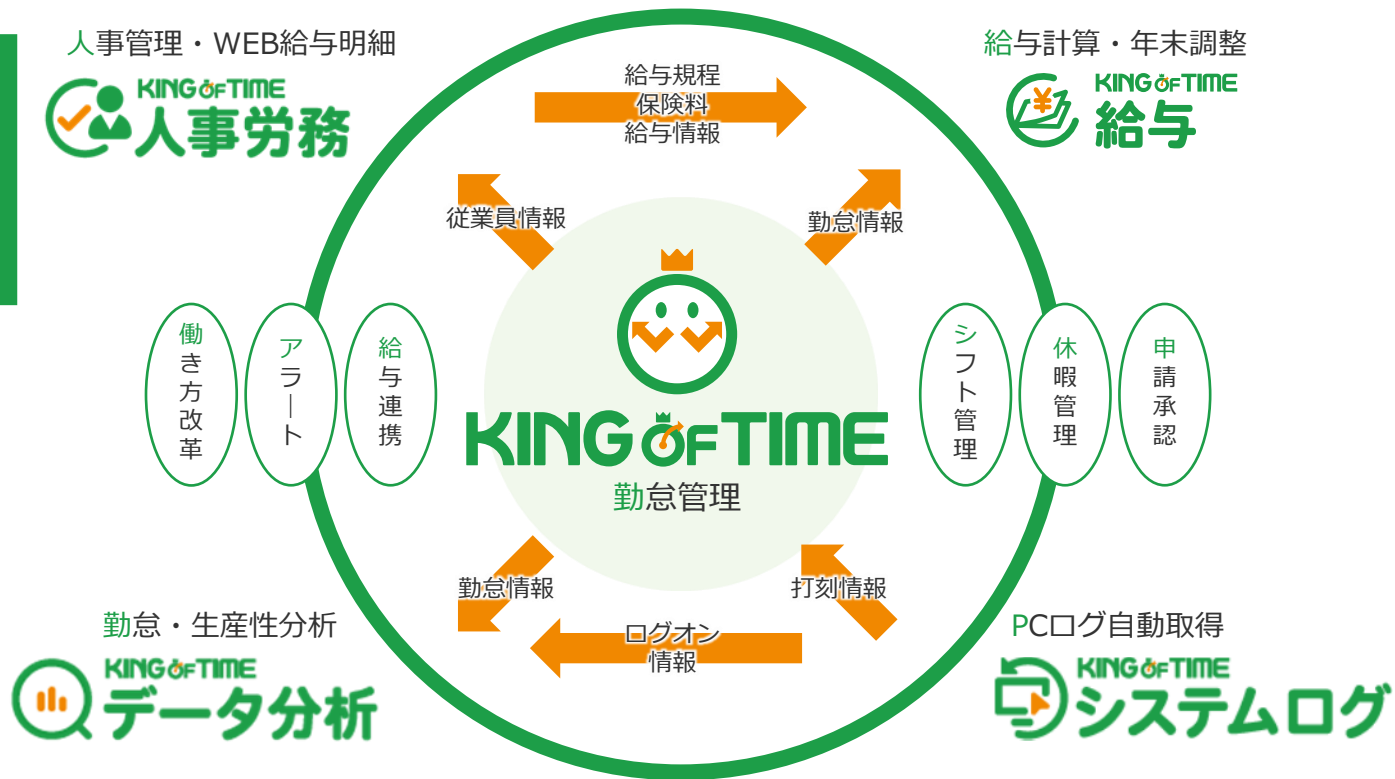 人事管理・WEB給与明細
KING OF TIME
人事労務
給与計算・年末調整
KING OF TIME
給与
給与規程
保険料
給与情報
従業員情報
勤怠情報
働き方改革
アラート
給与連携
シフト管理
休暇管理
申請承認
KING OF TIME
勤怠管理
勤怠情報
打刻情報
ログオン
情報
勤怠・生産性分析
KING OF TIME
データ分析
PCログ自動取得
KING OF TIME
システムログ